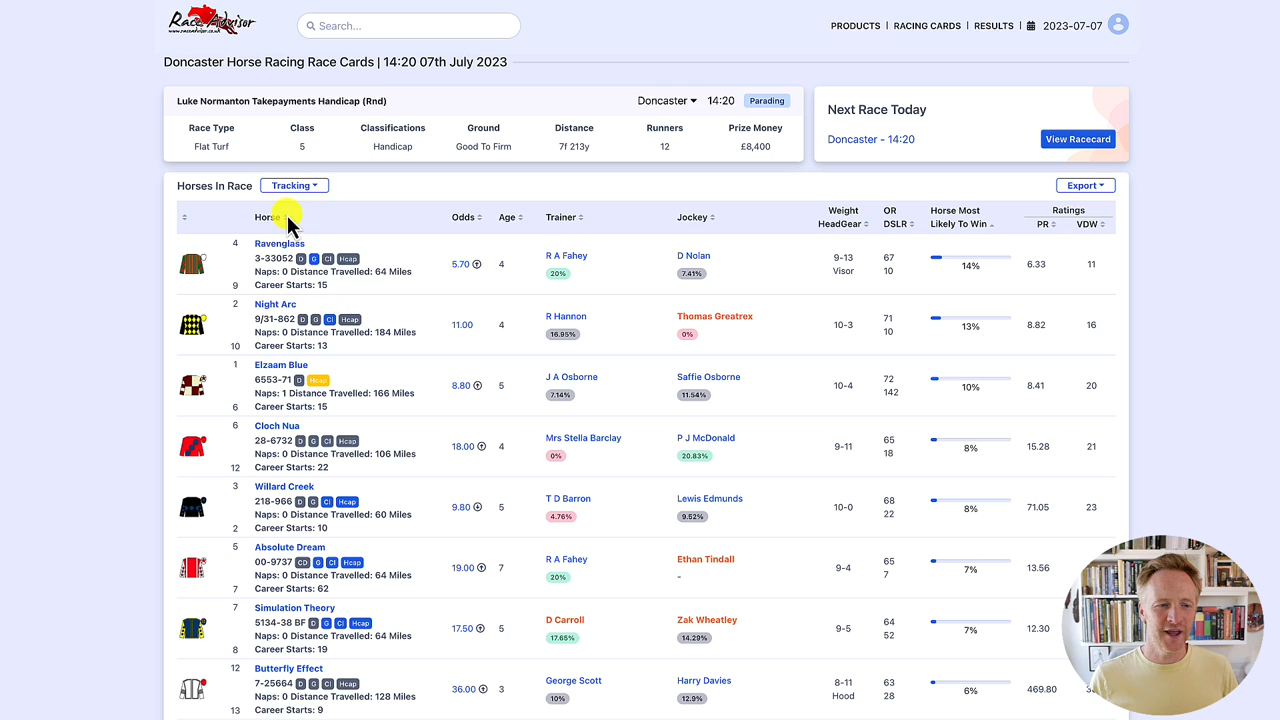 Race Advisor
www.raceadvisor.co.uk
Search...
PRODUCTS | RACING CARDS | RESULTS | 2023-07-07
Doncaster Horse Racing Race Cards | 14:20 07th July 2023
Luke Normanton Takepayments Handicap (Rnd)
Doncaster 14:20 Parading
Race Type Class Classifications Ground Distance Runners Prize Money
Flat Turf 5 Handicap Good To Firm 7f 213y 12 £8,400
Next Race Today
Doncaster - 14:20 View Racecard
Horses In Race Tracking Export
Horse Odds Age Trainer Jockey Weight HeadGear OR DSLR Horse Most Likely To Win Ratings PR VDW
4 Ravenglass
3-33052 D G Cl Hcap
Naps: 0 Distance Travelled: 64 Miles
9 Career Starts: 15
5.70 4 R A Fahey 20% D Nolan 7.41% 9-13 Visor 67 10 14% 6.33 11
2 Night Arc
9/31-862 D G Cl Hcap
Naps: 0 Distance Travelled: 184 Miles
10 Career Starts: 13
11.00 4 R Hannon 16.95% Thomas Greatrex 0% 10-3 71 10 13% 8.82 16
1 Elzaam Blue
6553-71 D Hcap
Naps: 1 Distance Travelled: 166 Miles
6 Career Starts: 15
8.80 5 J A Osborne 7.14% Saffie Osborne 11.54% 10-4 72 142 10% 8.41 20
6 Cloch Nua
28-6732 D G Cl Hcap
Naps: 0 Distance Travelled: 106 Miles
12 Career Starts: 22
18.00 4 Mrs Stella Barclay 0% P J McDonald 20.83% 9-11 65 18 8% 15.28 21
3 Willard Creek
218-966 D G Cl Hcap
Naps: 0 Distance Travelled: 60 Miles
2 Career Starts: 10
9.80 5 T D Barron 4.76% Lewis Edmunds 9.52% 10-0 68 22 8% 71.05 23
5 Absolute Dream
00-9737 CD G Cl Hcap
Naps: 0 Distance Travelled: 64 Miles
7 Career Starts: 62
19.00 7 R A Fahey 20% Ethan Tindall - 9-4 65 7 7% 13.56
7 Simulation Theory
5134-38 BF D G Cl Hcap
Naps: 0 Distance Travelled: 64 Miles
8 Career Starts: 19
17.50 5 D Carroll 17.65% Zak Wheatley 14.29% 9-5 64 52 7% 12.30
12 Butterfly Effect
7-25664 D G Cl Hcap
Naps: 0 Distance Travelled: 128 Miles
13 Career Starts: 9
36.00 3 George Scott 10% Harry Davies 12.9% 8-11 Hood 63 28 6% 469.80